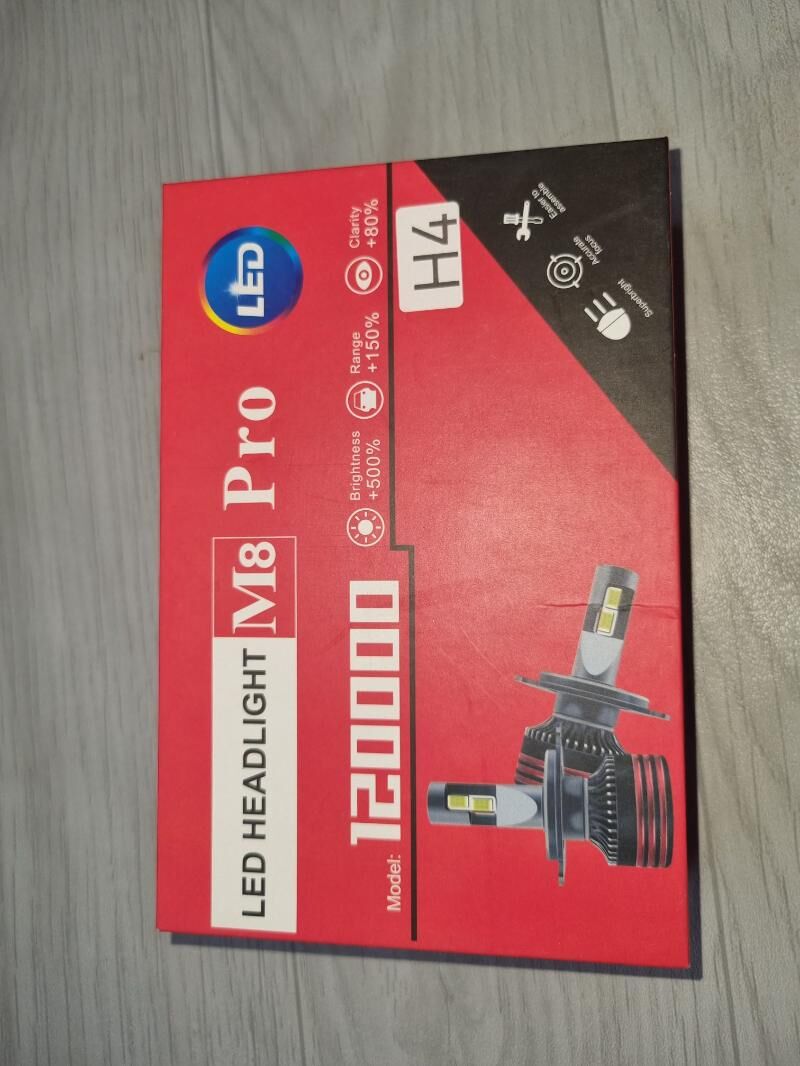 LED HEADLIGHT M8 Pro
LED
Model: 120000
Brightness
+500%
Range
+150%
Clarity
+80%
H4
Easier to
assemble
Accurate
focus
Superbright